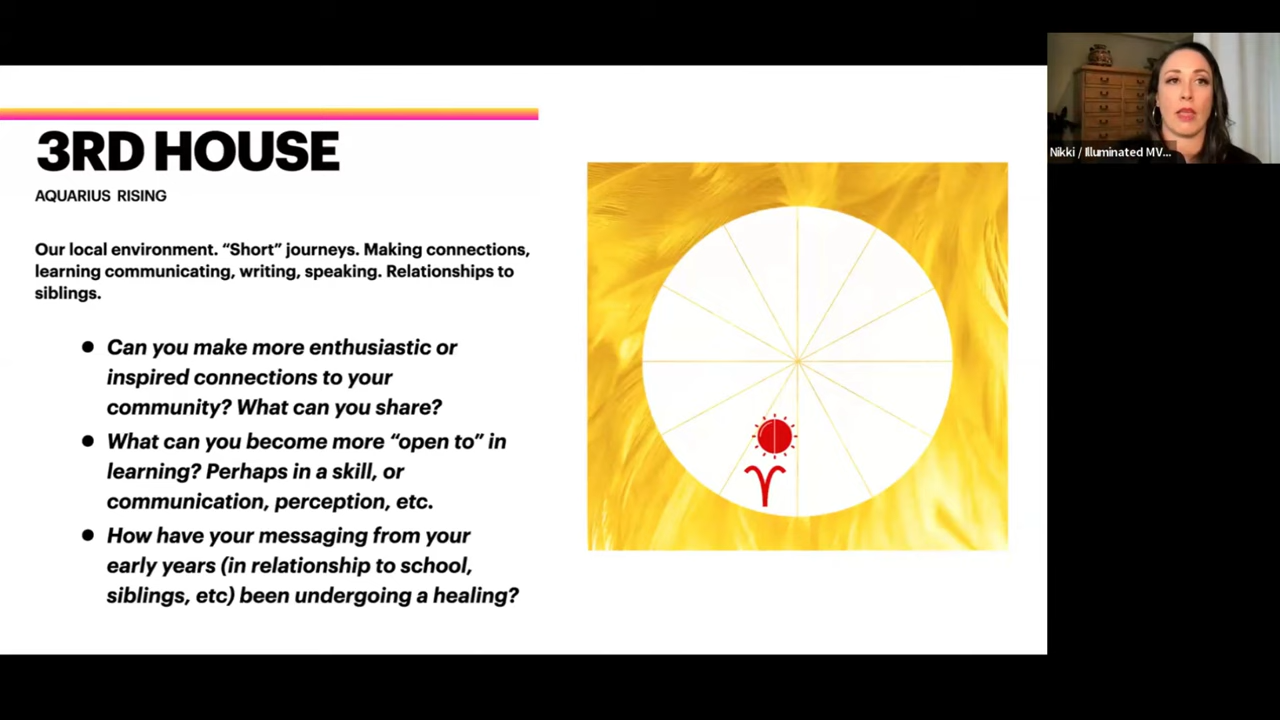 3RD HOUSE
AQUARIUS RISING
Our local environment. “Short” journeys. Making connections,
learning communicating, writing, speaking. Relationships to
siblings.
● Can you make more enthusiastic or
inspired connections to your
community? What can you share?
● What can you become more “open to” in
learning? Perhaps in a skill, or
communication, perception, etc.
● How have your messaging from your
early years (in relationship to school,
siblings, etc) been undergoing a healing?
Nikki / Illuminated MV...